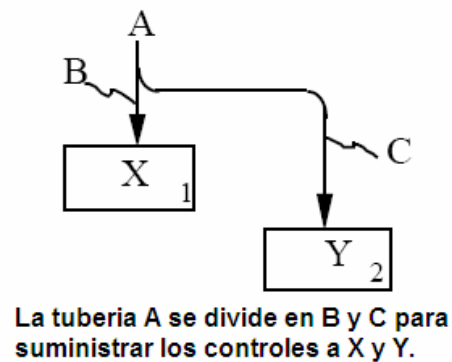 A
B
X
1
C
Y
2
La tuberia A se divide en B y C para
suministrar los controles a X y Y.